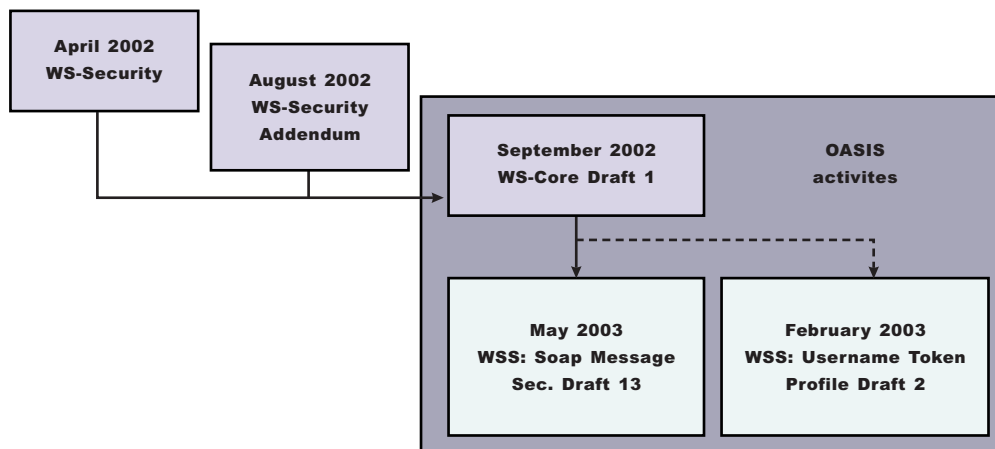 April 2002
WS-Security
August 2002
WS-Security
Addendum
September 2002
WS-Core Draft 1
OASIS
activites
May 2003
WSS: Soap Message
Sec. Draft 13
February 2003
WSS: Username Token
Profile Draft 2